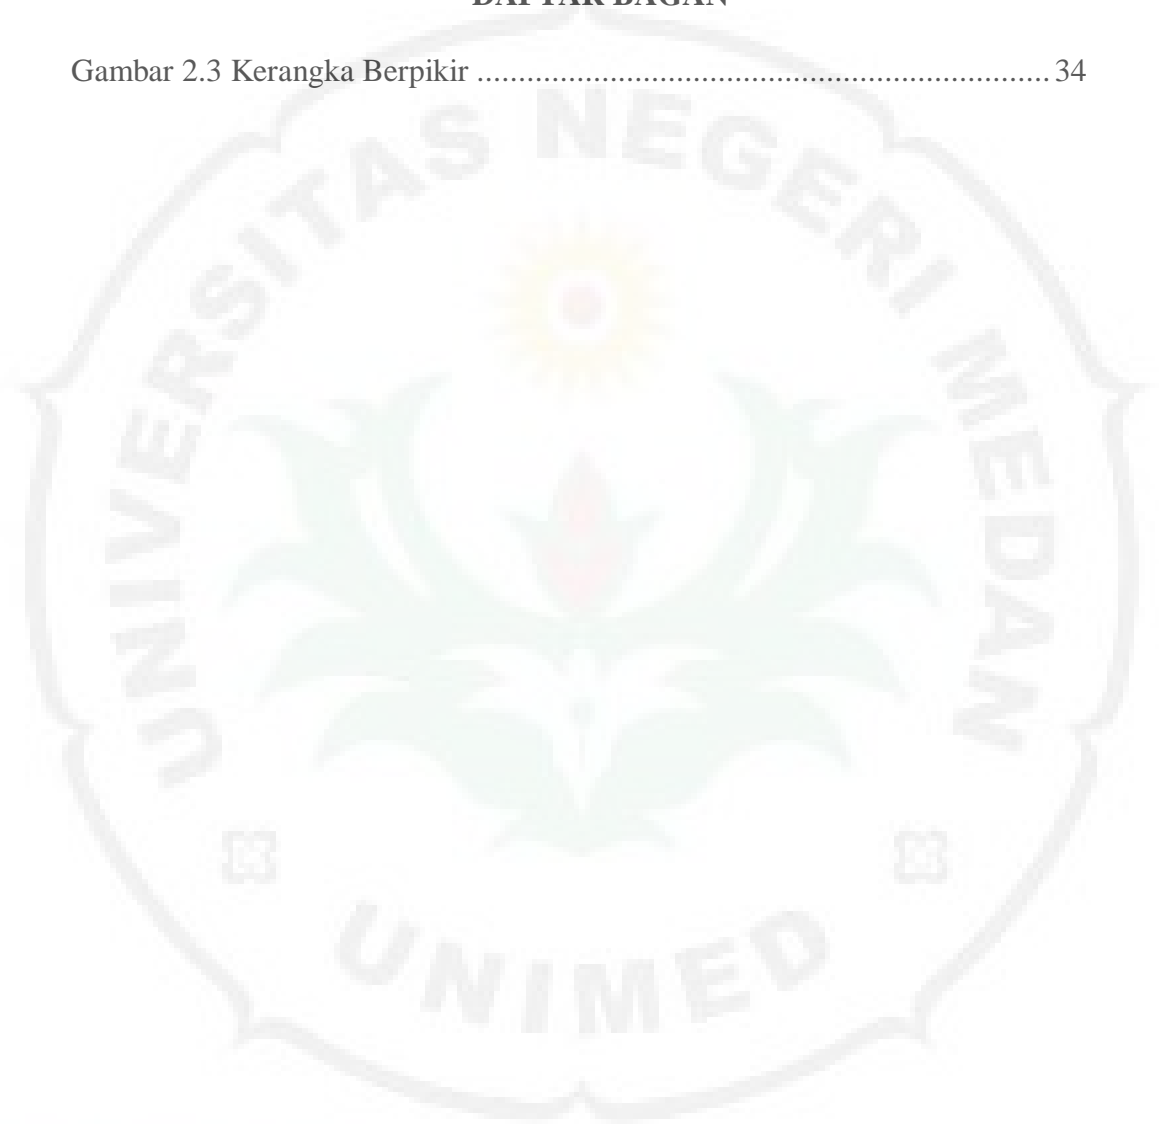 DAFTAR BAGAN
Gambar 2.3 Kerangka Berpikir ..................................................................... 34
UNIVERSITAS NEGERI MEDAN
UNIMED